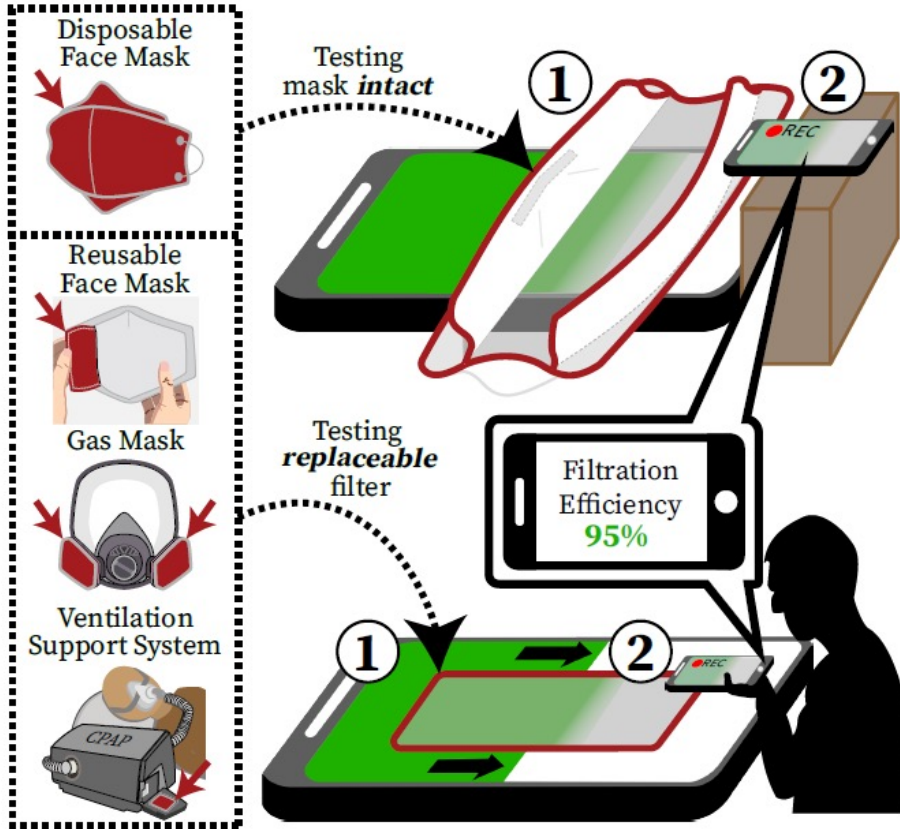 Disposable
Face Mask
Testing
mask intact
1
2
REC
Reusable
Face Mask
Gas Mask
Testing
replaceable
filter
Filtration
Efficiency
95%
Ventilation
Support System
CPAP
1
2
REC